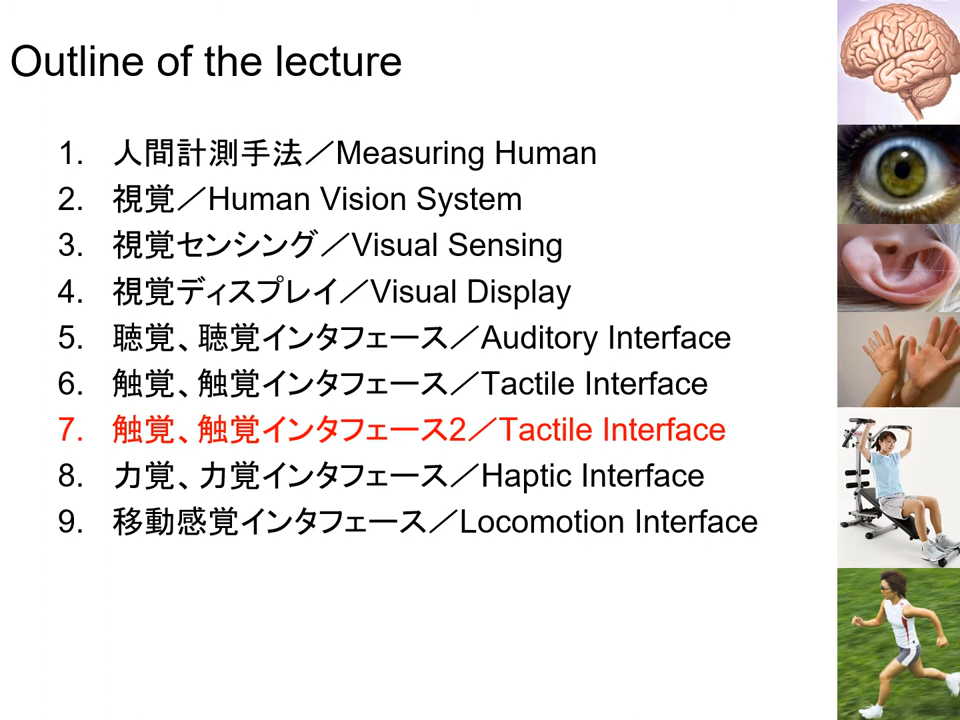 Outline of the lecture
1. 人間計測手法／Measuring Human
2. 視覚／Human Vision System
3. 視覚センシング／Visual Sensing
4. 視覚ディスプレイ／Visual Display
5. 聴覚、聴覚インタフェース／Auditory Interface
6. 触覚、触覚インタフェース／Tactile Interface
7. 触覚、触覚インタフェース2／Tactile Interface
8. 力覚、力覚インタフェース／Haptic Interface
9. 移動感覚インタフェース／Locomotion Interface